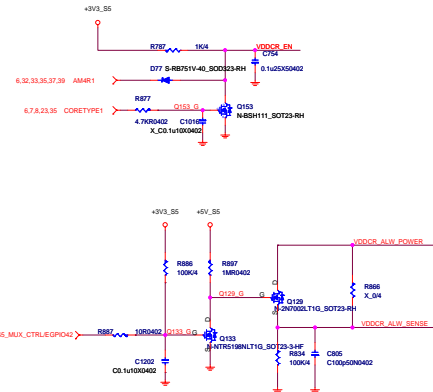 +3V3_S5
R787 1K/4 VDDCR_EN
C754
D77 S-RB751V-40_SOD323-RH 0.1u25X50402
6,32,33,35,37,39 AM4R1
R877
6,7,8,23,35 CORETYPE1 Q153_G Q153
4.7KR0402 C1016 N-BSH111_SOT23-RH
X_C0.1u10X0402
+3V3_S5 +5V_S5
VDDCR_ALW_POWER
R886 R897
100K/4 1MR0402
D
R866
Q129_G G Q129 X_0/4
N-2N7002LT1G_SOT23-RH
D
S
VDDCR_ALW_SENSE
S5_MUX_CTRL/EGPIO42 R887 10R0402 Q133_G G Q133
N-NTR5198NLT1G_SOT23-3-HF
R834 C805
100K/4 C100p50N0402
C1202
C0.1u10X0402